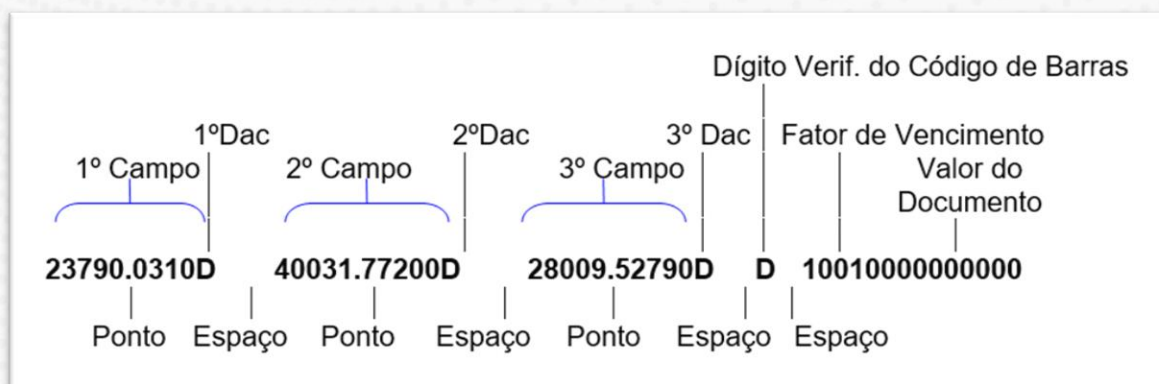 Dígito Verif. do Código de Barras
1ºDac 2ºDac 3º Dac Fator de Vencimento
1º Campo 2º Campo 3º Campo Valor do
Documento
23790.0310D 40031.77200D 28009.52790D D 10010000000000
Ponto Espaço Ponto Espaço Ponto Espaço Espaço